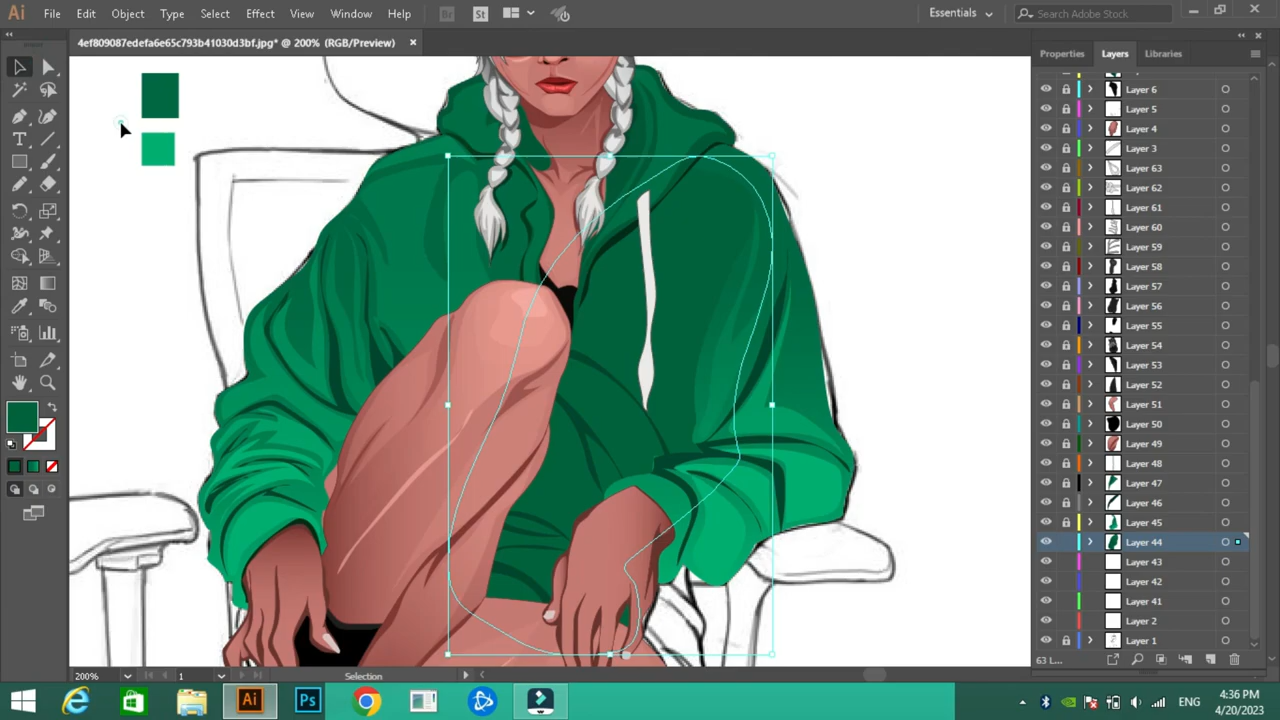 Ai File Edit Object Type Select Effect View Window Help Br St Essentials Search Adobe Stock
4ef809087edefa6e65c793b41030d3bf.jpg* @ 200% (RGB/Preview)
Properties Layers Libraries
Layer 6
Layer 5
Layer 4
Layer 3
Layer 63
Layer 62
Layer 61
Layer 60
Layer 59
Layer 58
Layer 57
Layer 56
Layer 55
Layer 54
Layer 53
Layer 52
Layer 51
Layer 50
Layer 49
Layer 48
Layer 47
Layer 46
Layer 45
Layer 44
Layer 43
Layer 42
Layer 41
Layer 2
Layer 1
63 L...
200% 1 Selection
Ai Ps ENG
4:36 PM
4/20/2023